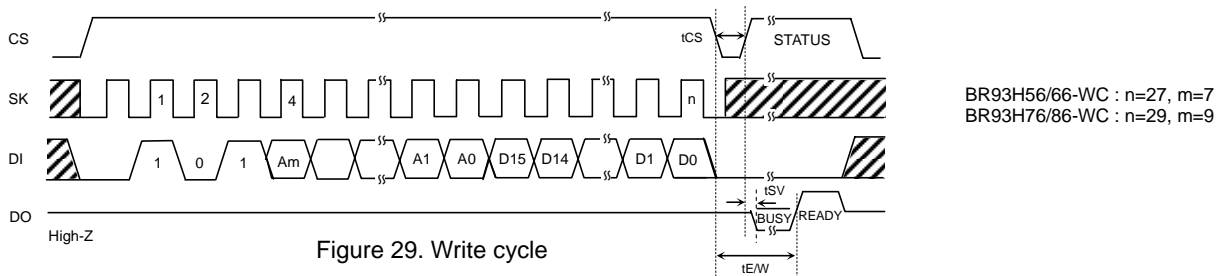 CS
tCS
STATUS
SK
1 2 4 n
BR93H56/66-WC : n=27, m=7
BR93H76/86-WC : n=29, m=9
DI
1 0 1 Am A1 A0 D15 D14 D1 D0
tSV
DO
BUSY READY
High-Z
Figure 29. Write cycle
tE/W